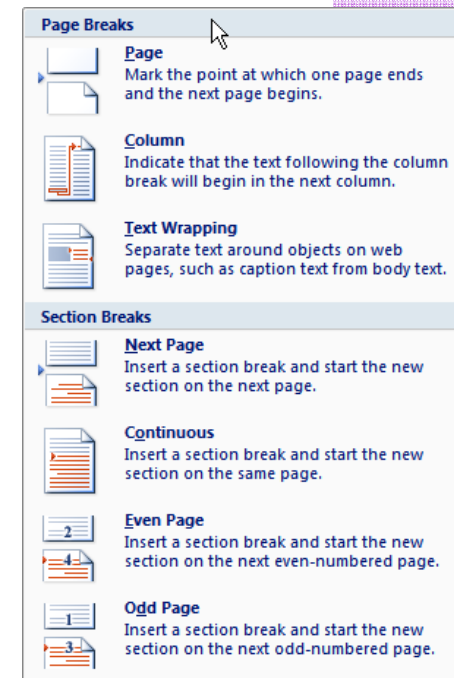 Page Breaks
Page
Mark the point at which one page ends
and the next page begins.
Column
Indicate that the text following the column
break will begin in the next column.
Text Wrapping
Separate text around objects on web
pages, such as caption text from body text.
Section Breaks
Next Page
Insert a section break and start the new
section on the next page.
Continuous
Insert a section break and start the new
section on the same page.
2
Even Page
Insert a section break and start the new
4
section on the next even-numbered page.
1
Odd Page
Insert a section break and start the new
3
section on the next odd-numbered page.